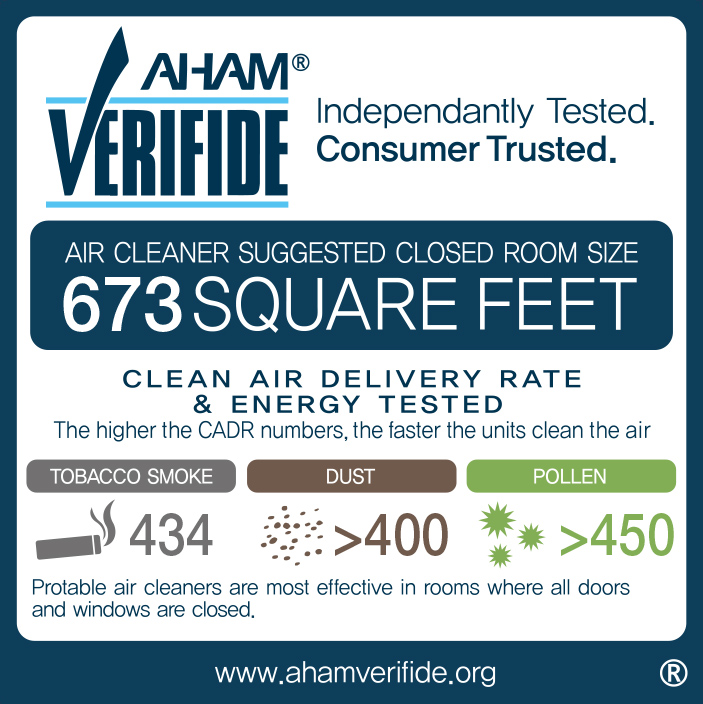 AHAM®
VERIFIDE
Independantly Tested.
Consumer Trusted.
AIR CLEANER SUGGESTED CLOSED ROOM SIZE
673 SQUARE FEET
CLEAN AIR DELIVERY RATE
& ENERGY TESTED
The higher the CADR numbers, the faster the units clean the air
TOBACCO SMOKE DUST POLLEN
434 >400 >450
Protable air cleaners are most effective in rooms where all doors
and windows are closed.
www.ahamverifide.org ®